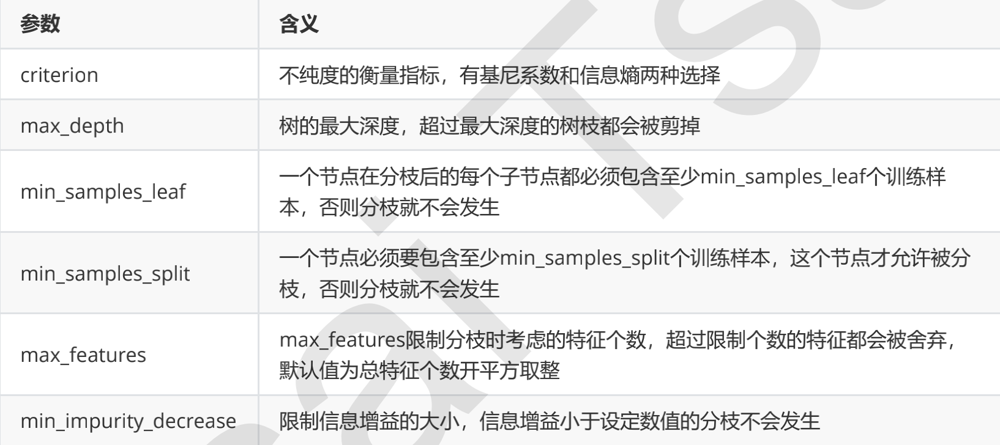 参数 含义
criterion 不纯度的衡量指标，有基尼系数和信息熵两种选择
max_depth 树的最大深度，超过最大深度的树枝都会被剪掉
min_samples_leaf 一个节点在分枝后的每个子节点都必须包含至少min_samples_leaf个训练样
本，否则分枝就不会发生
min_samples_split 一个节点必须要包含至少min_samples_split个训练样本，这个节点才允许被分
枝，否则分枝就不会发生
max_features max_features限制分枝时考虑的特征个数，超过限制个数的特征都会被舍弃，
默认值为总特征个数开平方取整
min_impurity_decrease 限制信息增益的大小，信息增益小于设定数值的分枝不会发生